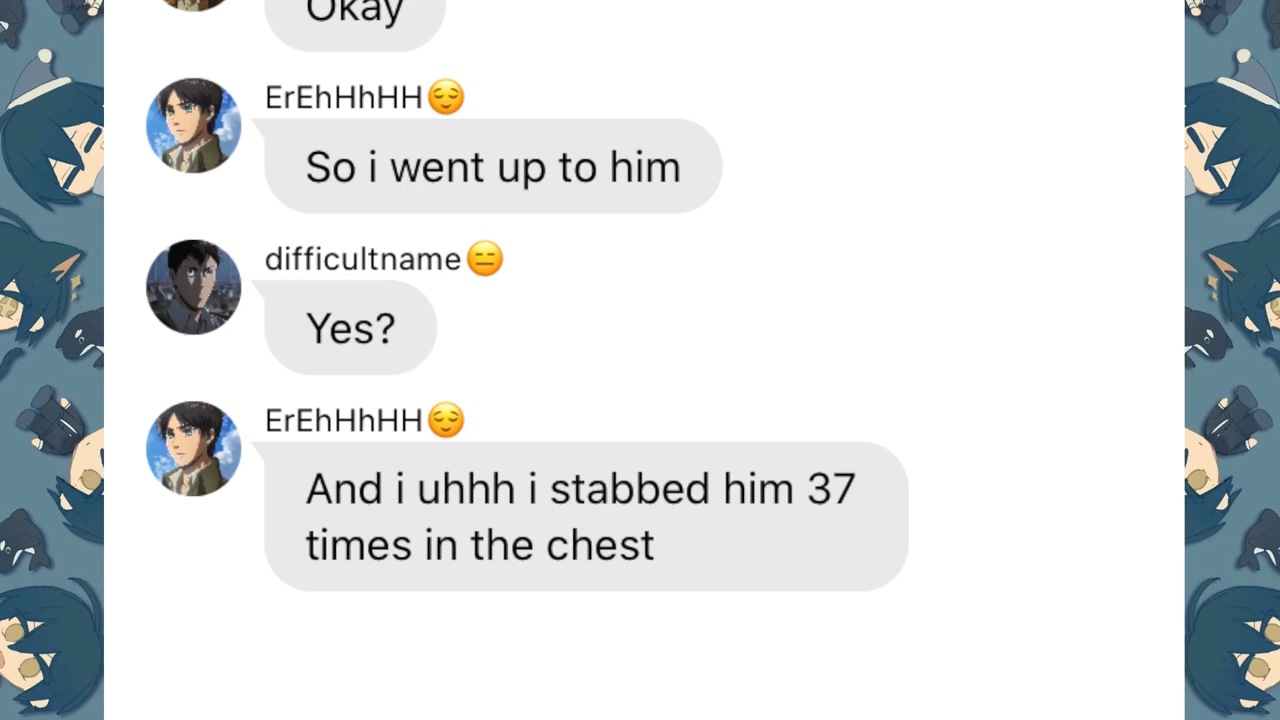 Okay
ErEhHhHH😌
So i went up to him
difficultname😑
Yes?
ErEhHhHH😌
And i uhhh i stabbed him 37
times in the chest